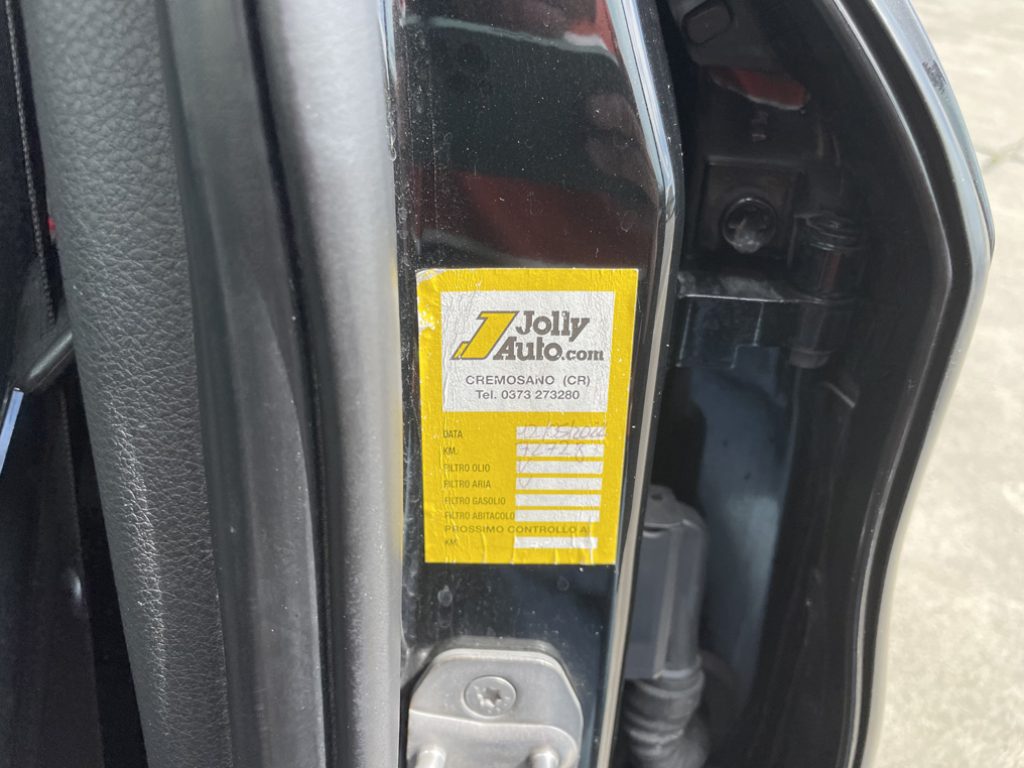 Jolly
Auto.com
CREMOSANO (CR)
Tel. 0373 273280
DATA
KM.
FILTRO OLIO
FILTRO ARIA
FILTRO GASOLIO
FILTRO ABITACOLO
PROSSIMO CONTROLLO A
KM.